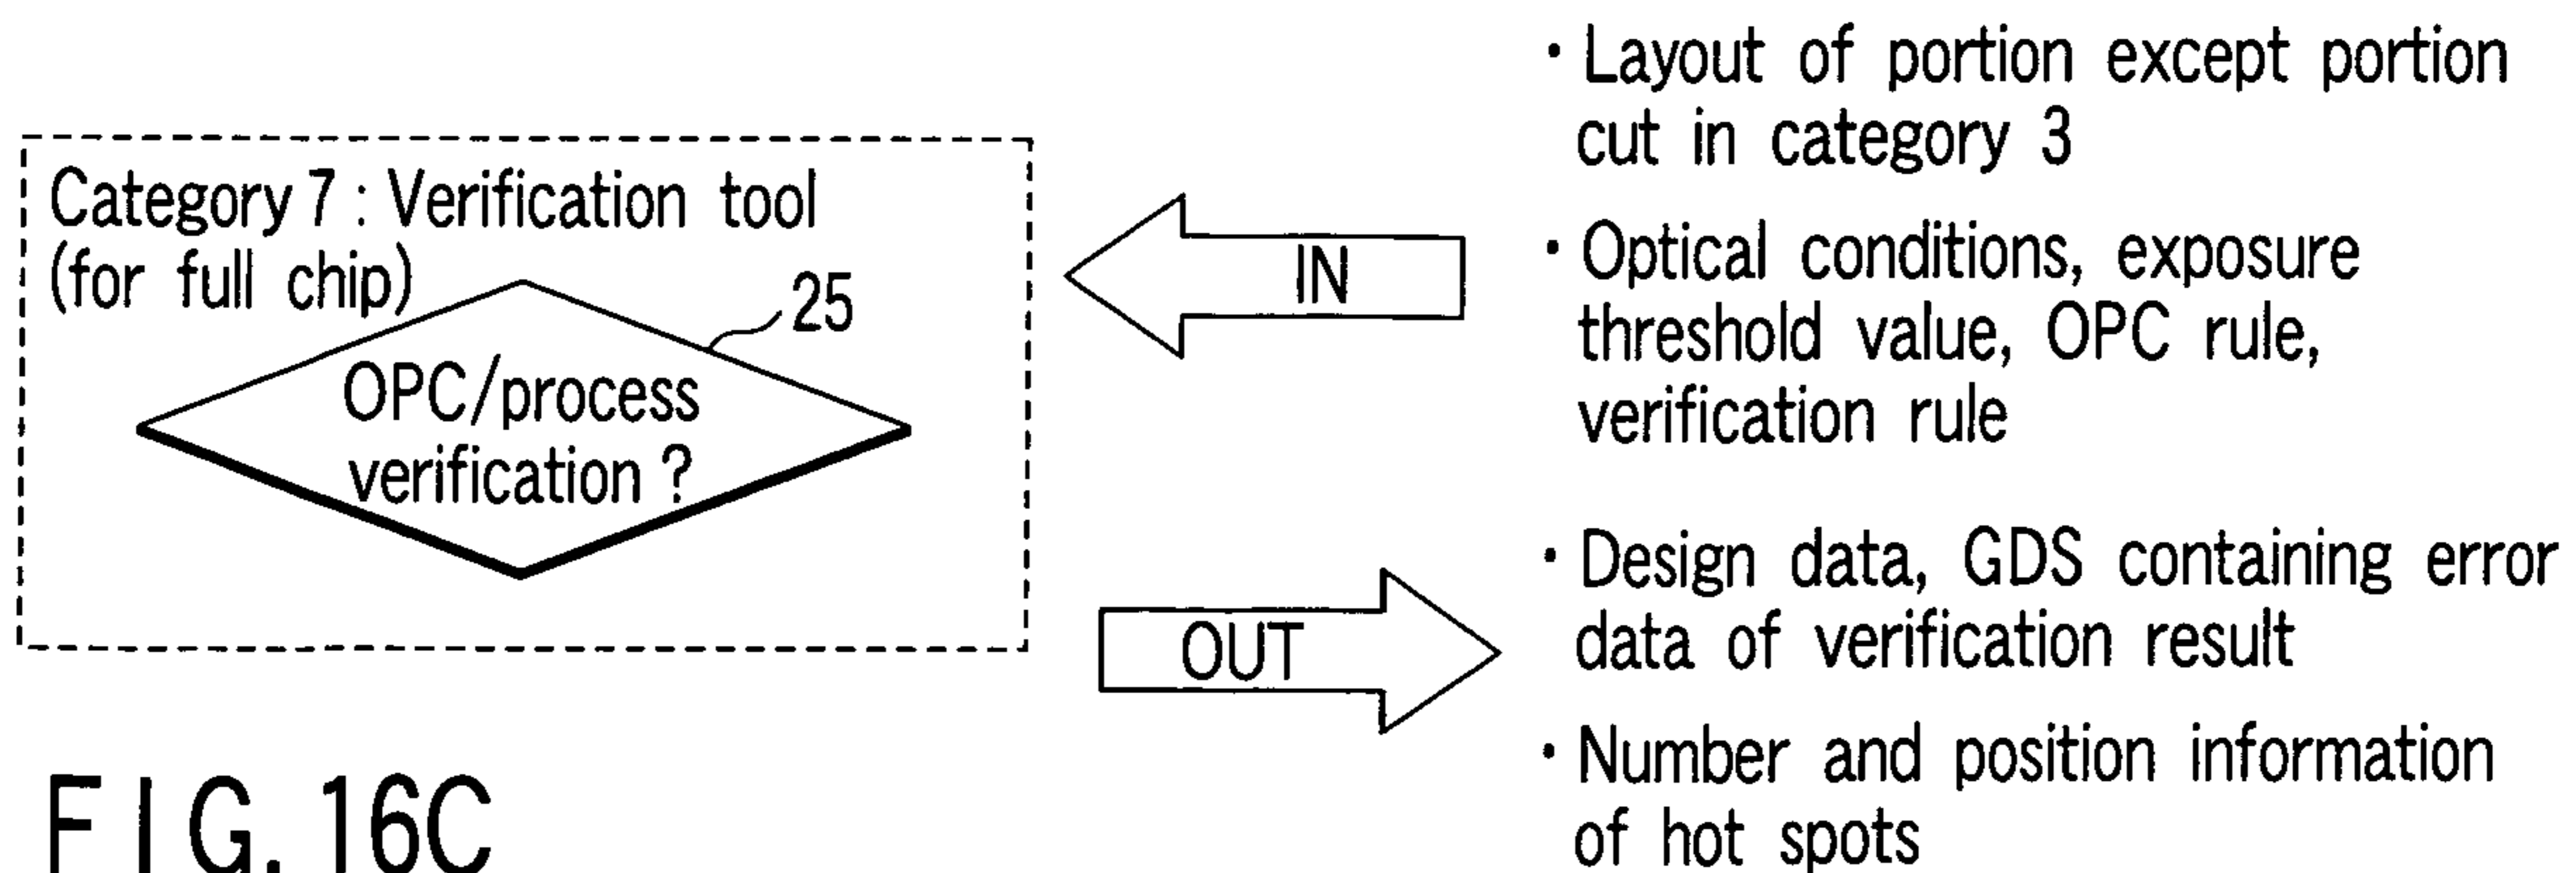 Category 7 : Verification tool
(for full chip)
25
OPC/process
verification ?
IN
OUT
· Layout of portion except portion
cut in category 3
· Optical conditions, exposure
threshold value, OPC rule,
verification rule
· Design data, GDS containing error
data of verification result
· Number and position information
of hot spots
FIG. 16C